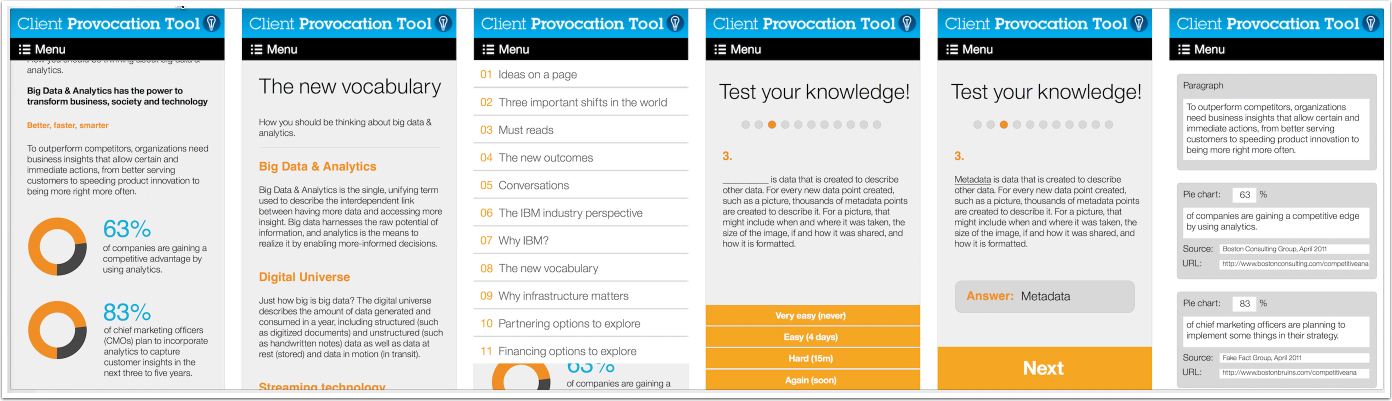 Client Provocation Tool
Menu
How you should be thinking about big data &
analytics.
Big Data & Analytics has the power to
transform business, society and technology
Better, faster, smarter
To outperform competitors, organizations need
business insights that allow certain and
immediate actions, from better serving
customers to speeding product innovation to
being more right more often.
63%
of companies are gaining a
competitive advantage by
using analytics.
83%
of chief marketing officers
(CMOs) plan to incorporate
analytics to capture
customer insights in the
next three to five years.
Client Provocation Tool
Menu
The new vocabulary
How you should be thinking about big data &
analytics.
Big Data & Analytics
Big Data & Analytics is the single, unifying term
used to describe the interdependent link
between having more data and accessing more
insight. Big data harnesses the raw potential of
information, and analytics is the means to
realize it by enabling more-informed decisions.
Digital Universe
Just how big is big data? The digital universe
describes the amount of data generated and
consumed in a year, including structured (such
as digitized documents) and unstructured (such
as handwritten notes) data as well as data at
rest (stored) and data in motion (in transit).
Streaming technology
Client Provocation Tool
Menu
01 Ideas on a page
02 Three important shifts in the world
03 Must reads
04 The new outcomes
05 Conversations
06 The IBM industry perspective
07 Why IBM?
08 The new vocabulary
09 Why infrastructure matters
10 Partnering options to explore
11 Financing options to explore
63%
of companies are gaining a
Client Provocation Tool
Menu
Test your knowledge!
3.
__________ is data that is created to describe
other data. For every new data point created,
such as a picture, thousands of metadata points
are created to describe it. For a picture, that
might include when and where it was taken, the
size of the image, if and how it was shared, and
how it is formatted.
Very easy (never)
Easy (4 days)
Hard (15m)
Again (soon)
Client Provocation Tool
Menu
Test your knowledge!
3.
Metadata is data that is created to describe
other data. For every new data point created,
such as a picture, thousands of metadata points
are created to describe it. For a picture, that
might include when and where it was taken, the
size of the image, if and how it was shared, and
how it is formatted.
Answer: Metadata
Next
Client Provocation Tool
Menu
Paragraph
To outperform competitors, organizations
need business insights that allow certain and
immediate actions, from better serving
customers to speeding product innovation to
being more right more often.
Pie chart: 63 %
of companies are gaining a competitive edge
by using analytics.
Source: Boston Consulting Group, April 2011
URL: http://www.bostonconsulting.com/competitiveana
Pie chart: 83 %
of chief marketing officers are planning to
implement some things in their strategy.
Source: Fake Fact Group, April 2011
URL: http://www.bostonbruins.com/competitiveana